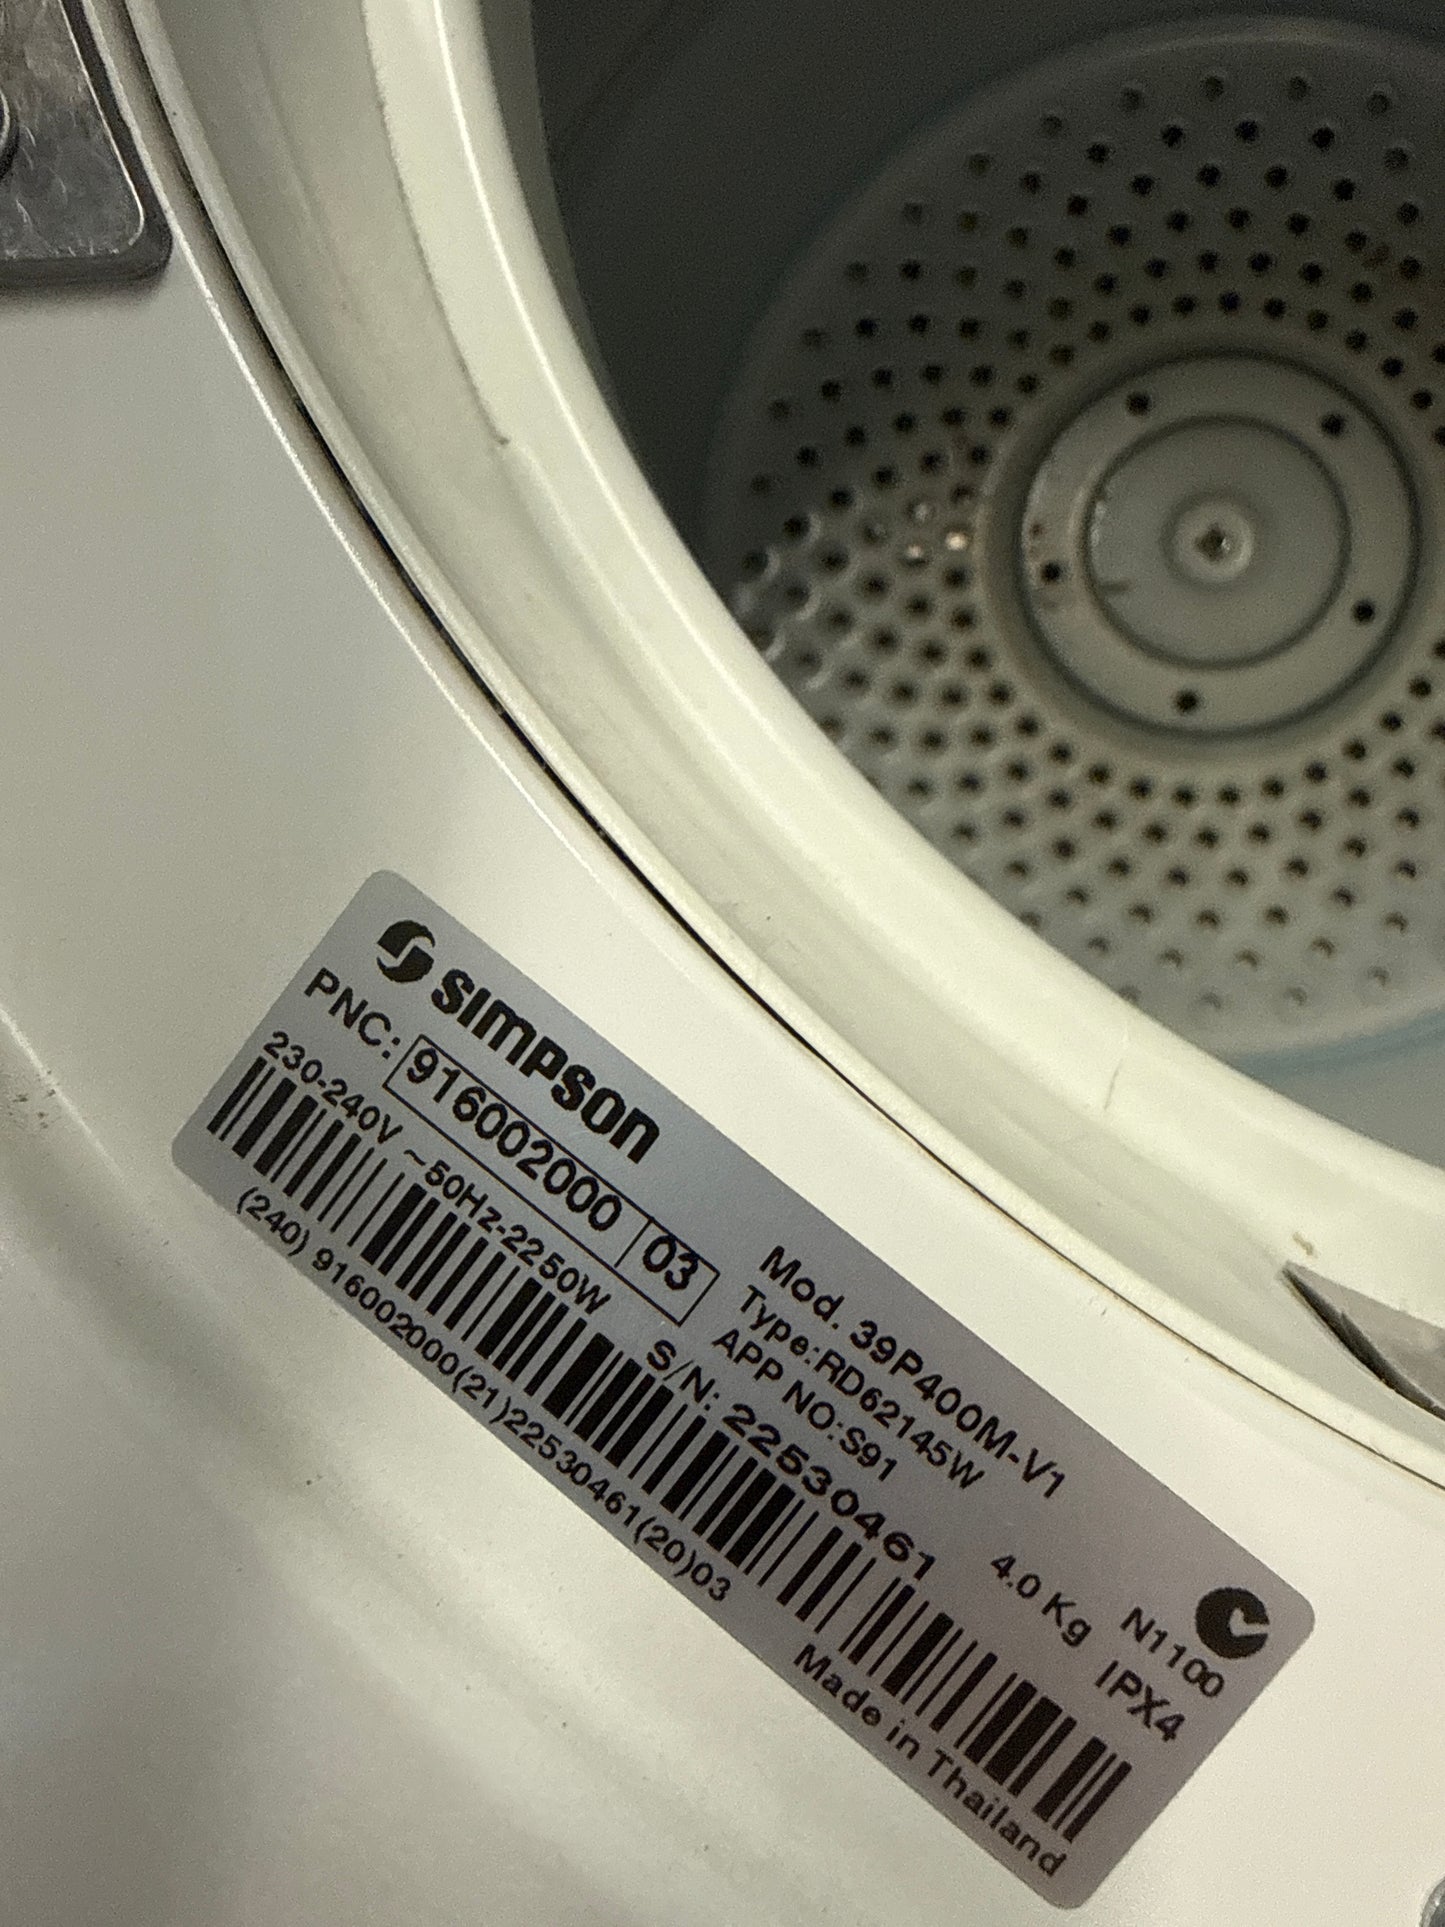 SIMPSON
PNC: 916002000 03
Mod. 39P400M-V1
Type:RD62145W
APP NO:S91
N1100
230-240V ~50Hz-2250W S/N: 22530461 4.0 Kg IPX4
(240) 916002000(21)22530461(20)03 Made in Thailand